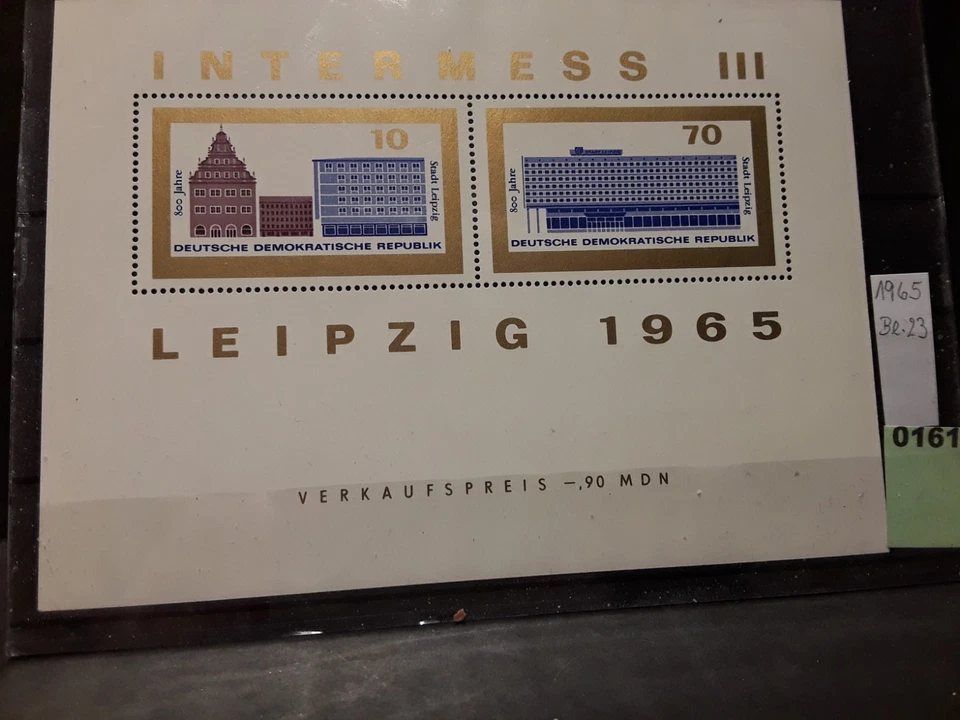 INTERMESS III
10
800 Jahre
Stadt Leipzig
DEUTSCHE DEMOKRATISCHE REPUBLIK
70
800 Jahre
Stadt Leipzig
DEUTSCHE DEMOKRATISCHE REPUBLIK
LEIPZIG 1965
VERKAUFSPREIS –,90 MDN
1965
Bl. 23
0161